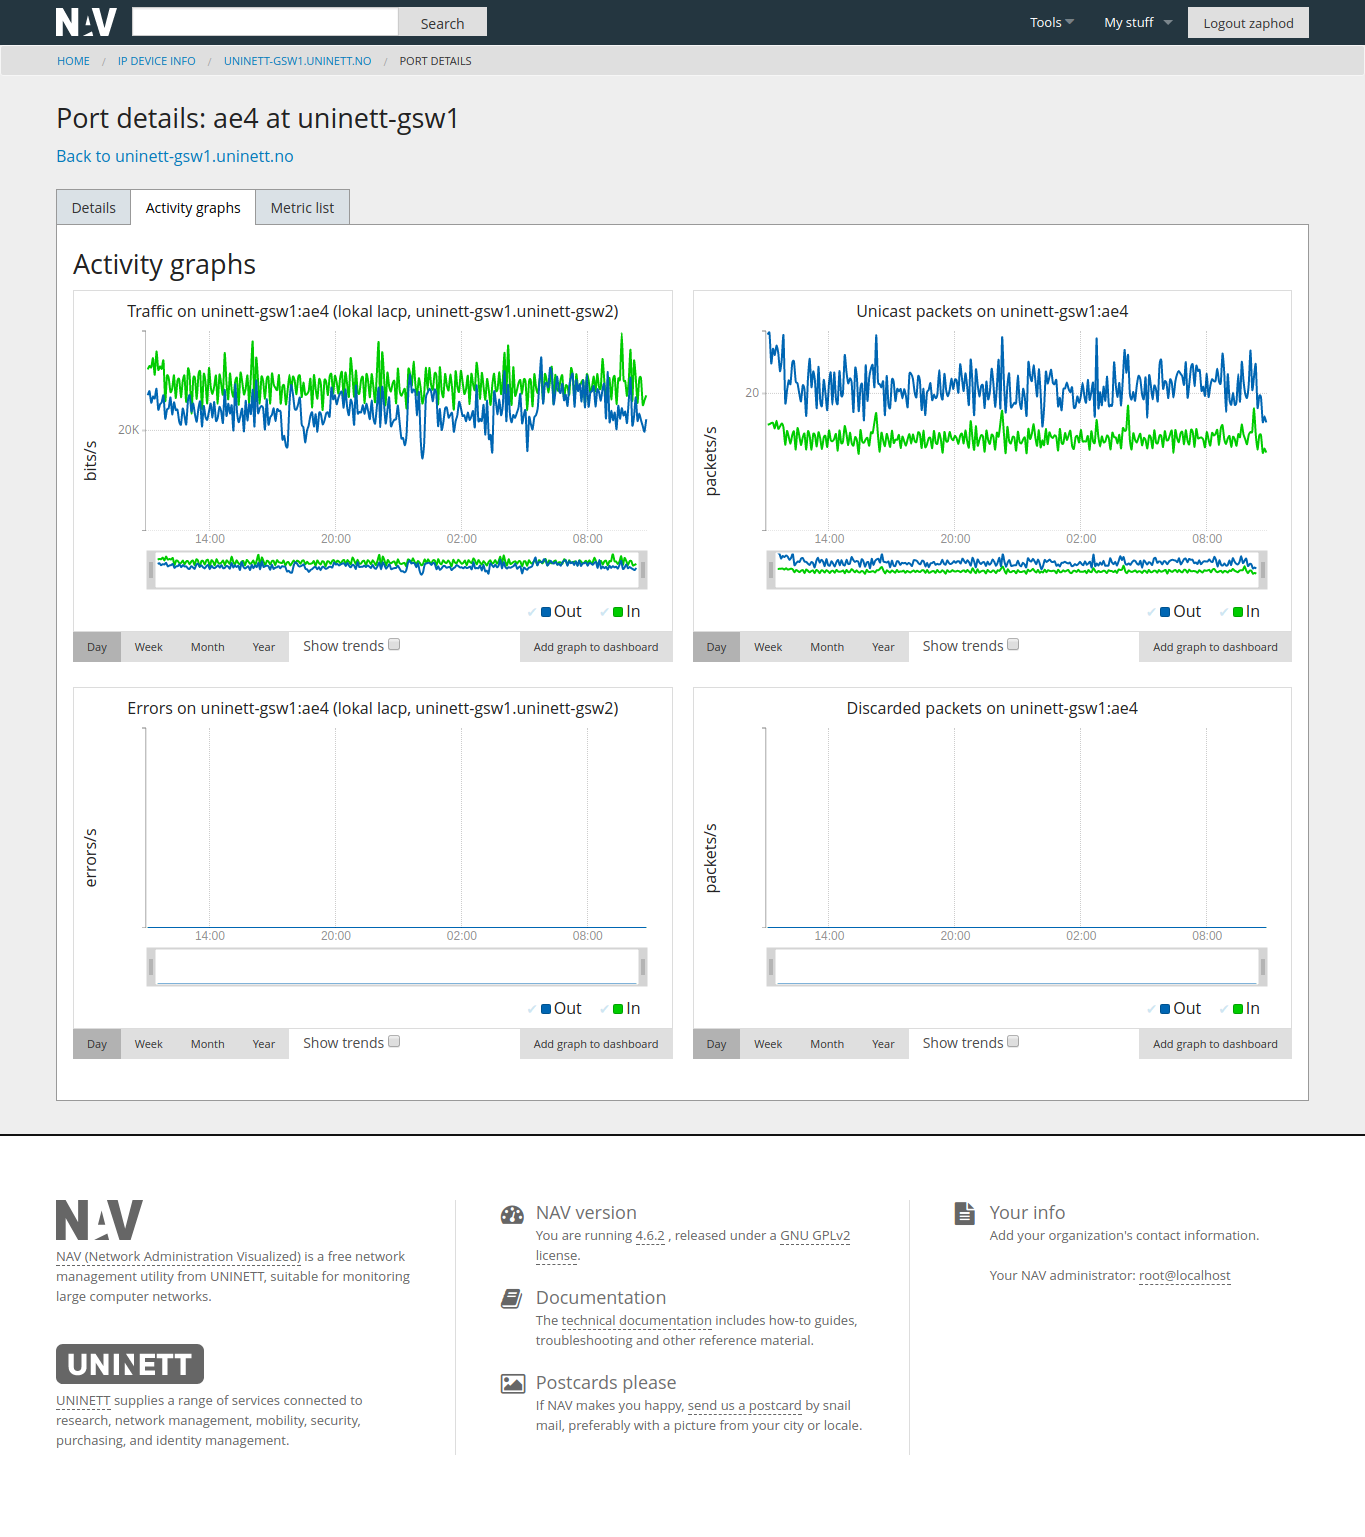 NAV
Search
Tools
My stuff
Logout zaphod
HOME / IP DEVICE INFO / UNINETT-GSW1.UNINETT.NO / PORT DETAILS
Port details: ae4 at uninett-gsw1
Back to uninett-gsw1.uninett.no
Details
Activity graphs
Metric list
Activity graphs
Traffic on uninett-gsw1:ae4 (lokal lacp, uninett-gsw1.uninett-gsw2)
bits/s
20K
14:00 20:00 02:00 08:00
Out In
Day Week Month Year Show trends Add graph to dashboard
Unicast packets on uninett-gsw1:ae4
packets/s
20
14:00 20:00 02:00 08:00
Out In
Day Week Month Year Show trends Add graph to dashboard
Errors on uninett-gsw1:ae4 (lokal lacp, uninett-gsw1.uninett-gsw2)
errors/s
14:00 20:00 02:00 08:00
Out In
Day Week Month Year Show trends Add graph to dashboard
Discarded packets on uninett-gsw1:ae4
packets/s
14:00 20:00 02:00 08:00
Out In
Day Week Month Year Show trends Add graph to dashboard
NAV
NAV (Network Administration Visualized) is a free network
management utility from UNINETT, suitable for monitoring
large computer networks.
UNINETT
UNINETT supplies a range of services connected to
research, network management, mobility, security,
purchasing, and identity management.
NAV version
You are running 4.6.2 , released under a GNU GPLv2
license.
Documentation
The technical documentation includes how-to guides,
troubleshooting and other reference material.
Postcards please
If NAV makes you happy, send us a postcard by snail
mail, preferably with a picture from your city or locale.
Your info
Add your organization's contact information.
Your NAV administrator: root@localhost